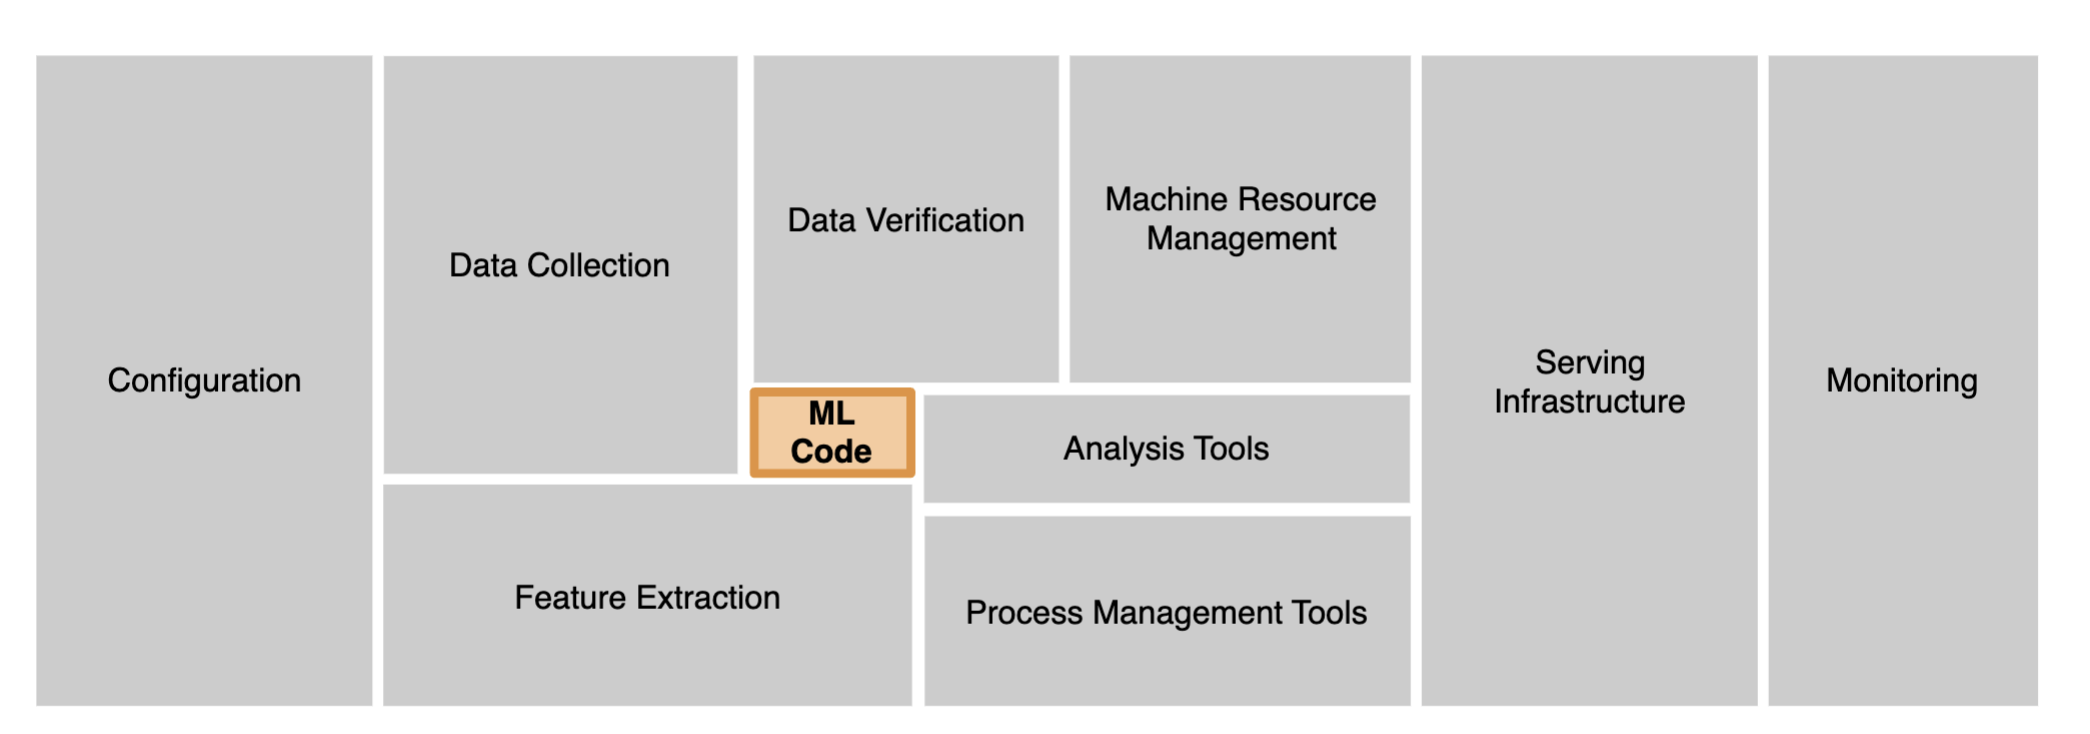 Configuration
Data Collection
Data Verification
Machine Resource
Management
ML
Code
Analysis Tools
Feature Extraction
Process Management Tools
Serving
Infrastructure
Monitoring